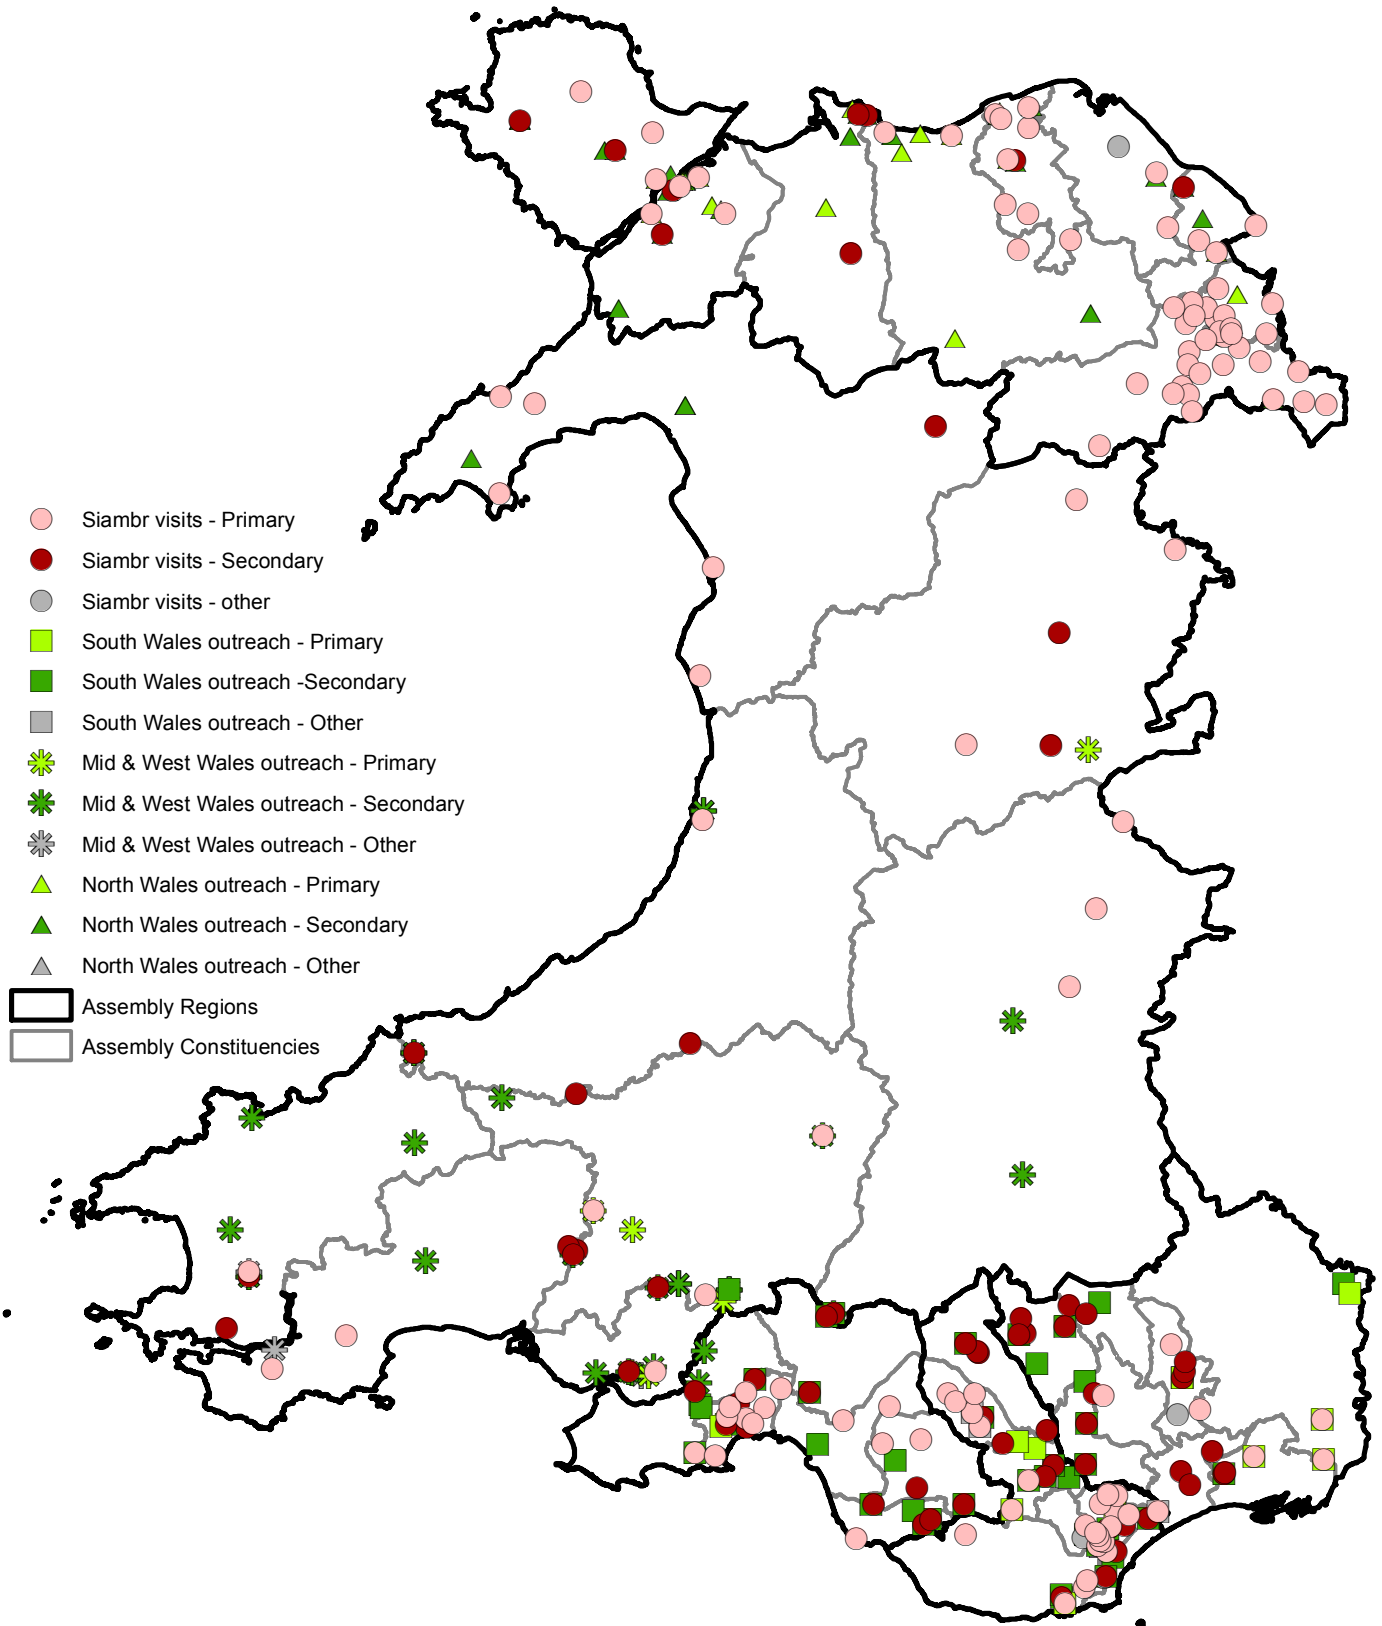 Siambr visits - Primary
Siambr visits - Secondary
Siambr visits - other
South Wales outreach - Primary
South Wales outreach -Secondary
South Wales outreach - Other
Mid & West Wales outreach - Primary
Mid & West Wales outreach - Secondary
Mid & West Wales outreach - Other
North Wales outreach - Primary
North Wales outreach - Secondary
North Wales outreach - Other
Assembly Regions
Assembly Constituencies